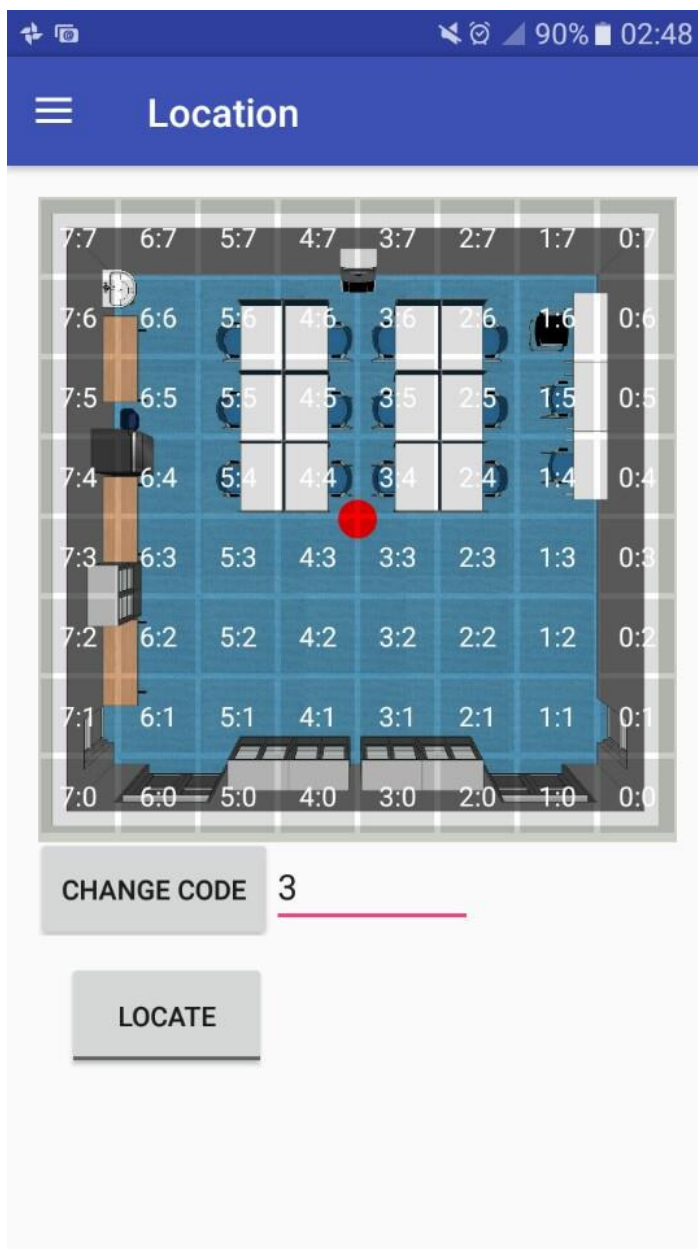 90% 02:48
Location
7:7 6:7 5:7 4:7 3:7 2:7 1:7 0:7
7:6 6:6 5:6 4:6 3:6 2:6 1:6 0:6
7:5 6:5 5:5 4:5 3:5 2:5 1:5 0:5
7:4 6:4 5:4 4:4 3:4 2:4 1:4 0:4
7:3 6:3 5:3 4:3 3:3 2:3 1:3 0:3
7:2 6:2 5:2 4:2 3:2 2:2 1:2 0:2
7:1 6:1 5:1 4:1 3:1 2:1 1:1 0:1
7:0 6:0 5:0 4:0 3:0 2:0 1:0 0:0
CHANGE CODE 3
LOCATE